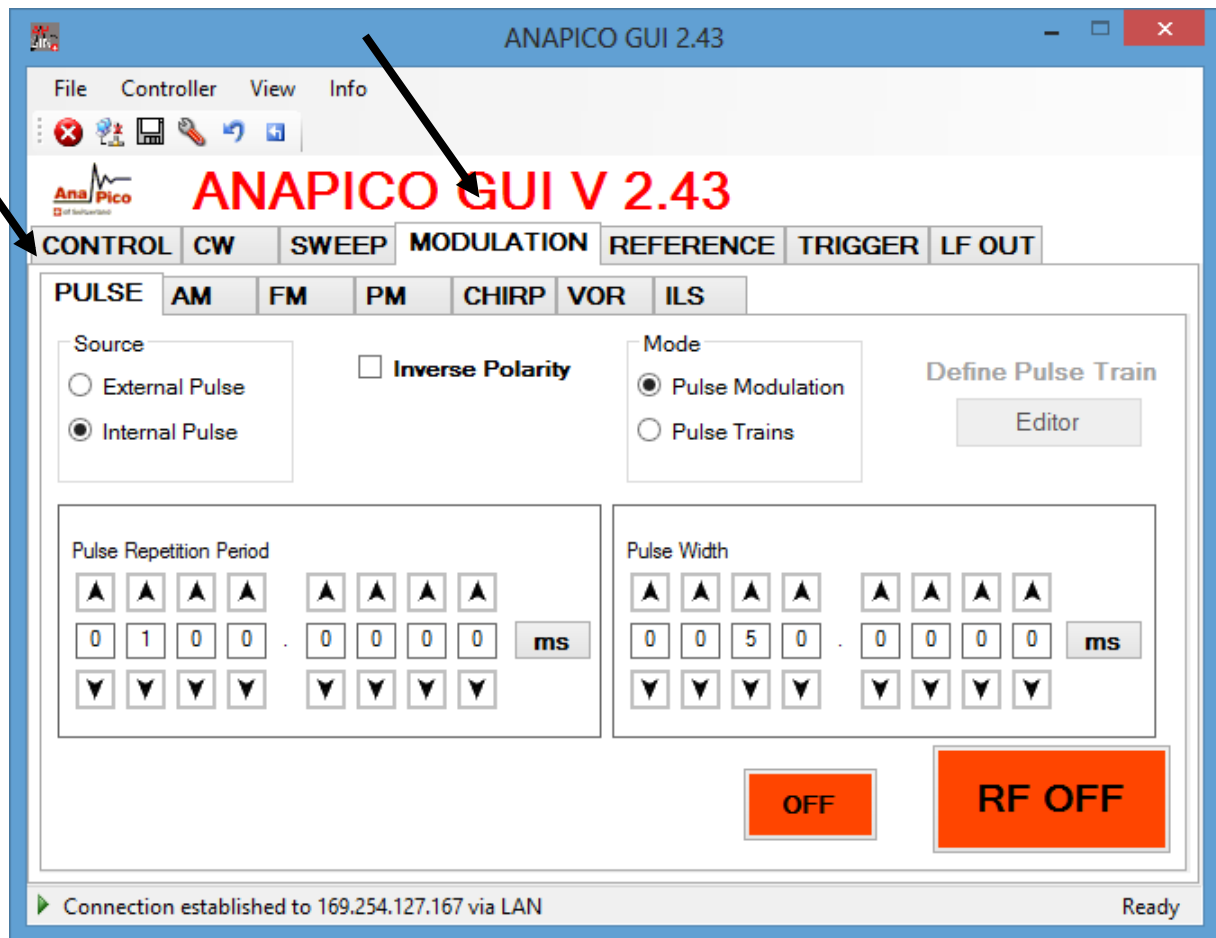 ANAPICO GUI 2.43
File Controller View Info
AnaPico
ANAPICO GUI V 2.43
CONTROL CW SWEEP MODULATION REFERENCE TRIGGER LF OUT
PULSE AM FM PM CHIRP VOR ILS
Source
External Pulse
Internal Pulse
Inverse Polarity
Mode
Pulse Modulation
Pulse Trains
Define Pulse Train
Editor
Pulse Repetition Period
0 1 0 0 . 0 0 0 0 ms
Pulse Width
0 0 5 0 . 0 0 0 0 ms
OFF
RF OFF
Connection established to 169.254.127.167 via LAN
Ready